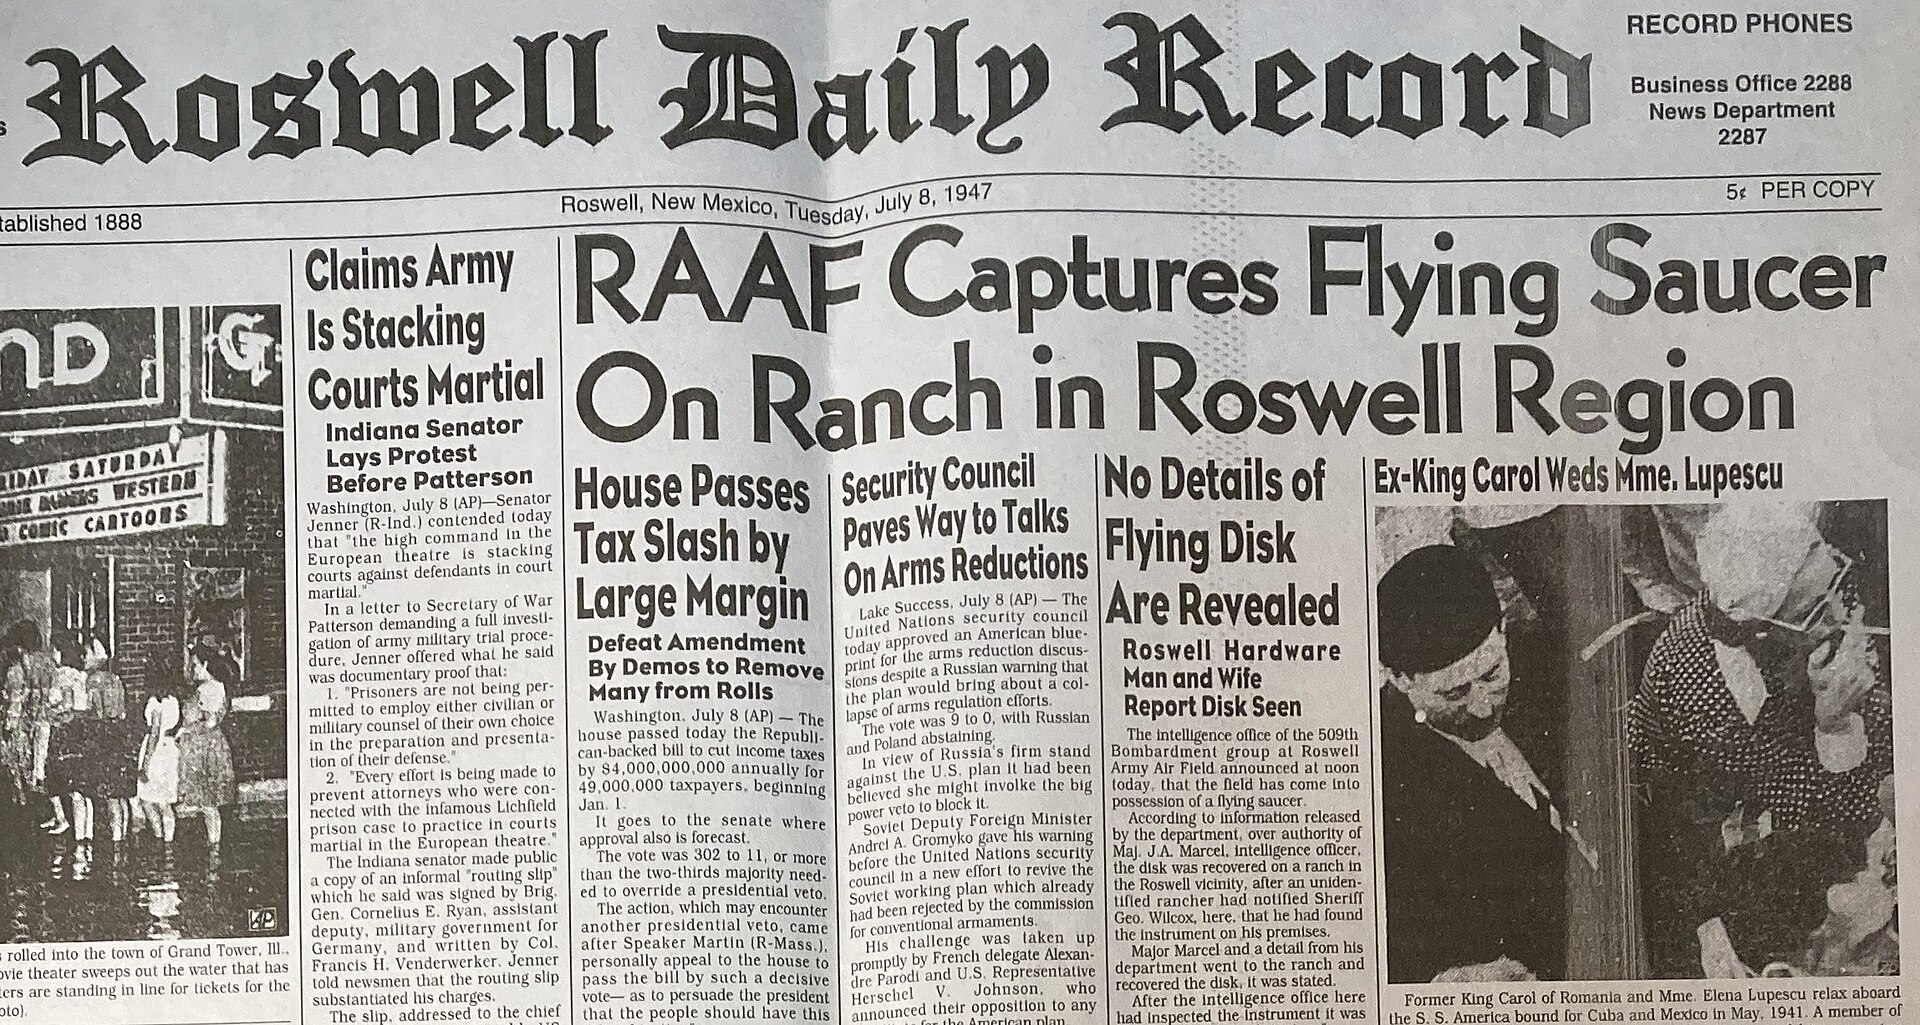 Roswell Daily Record
RECORD PHONES
Business Office 2288
News Department
2287
Roswell, New Mexico, Tuesday, July 8, 1947
5¢ PER COPY
tablished 1888
RAAF Captures Flying Saucer
On Ranch in Roswell Region
ND
G
SATURDAY
WESTERN
COMIC CARTOONS
AP
rolled into the town of Grand Tower, Ill.,
ovie theater sweeps out the water that has
ers are standing in line for tickets for the
oto).
Claims Army
Is Stacking
Courts Martial
Indiana Senator
Lays Protest
Before Patterson
Washington, July 8 (AP)—Senator
Jenner (R-Ind.) contended today
that "the high command in the
European theatre is stacking
courts against defendants in court
martial."
In a letter to Secretary of War
Patterson demanding a full investi-
gation of army military trial proce-
dure, Jenner offered what he said
was documentary proof that:
1. "Prisoners are not being per-
mitted to employ either civilian or
military counsel of their own choice
in the preparation and presenta-
tion of their defense."
2. "Every effort is being made to
prevent attorneys who were con-
nected with the infamous Lichfield
prison case to practice in courts
martial in the European theatre."
The Indiana senator made public
a copy of an informal "routing slip"
which he said was signed by Brig.
Gen. Cornelius E. Ryan, assistant
deputy, military government for
Germany, and written by Col.
Francis H. Venderwerker. Jenner
told newsmen that the routing slip
substantiated his charges.
The slip, addressed to the chief
House Passes
Tax Slash by
Large Margin
Defeat Amendment
By Demos to Remove
Many from Rolls
Washington, July 8 (AP) — The
house passed today the Republi-
can-backed bill to cut income taxes
by $4,000,000,000 annually for
49,000,000 taxpayers, beginning
Jan. 1.
It goes to the senate where
approval also is forecast.
The vote was 302 to 11, or more
than the two-thirds majority need-
ed to override a presidential veto.
The action, which may encounter
another presidential veto, came
after Speaker Martin (R-Mass.),
personally appeal to the house to
pass the bill by such a decisive
vote— as to persuade the president
that the people should have this
Security Council
Paves Way to Talks
On Arms Reductions
Lake Success, July 8 (AP) — The
United Nations security council
today approved an American blue-
print for the arms reduction discus-
sions despite a Russian warning that
the plan would bring about a col-
lapse of arms regulation efforts.
The vote was 9 to 0, with Russian
and Poland abstaining.
In view of Russia's firm stand
against the U.S. plan it had been
believed she might involke the big
power veto to block it.
Soviet Deputy Foreign Minister
Andrei A. Gromyko gave his warning
before the United Nations security
council in a new effort to revive the
Soviet working plan which already
had been rejected by the commission
for conventional armaments.
His challenge was taken up
promptly by French delegate Alexan-
dre Parodi and U.S. Representative
Herschel V. Johnson, who
announced their opposition to any
for the American plan.
No Details of
Flying Disk
Are Revealed
Roswell Hardware
Man and Wife
Report Disk Seen
The intelligence office of the 509th
Bombardment group at Roswell
Army Air Field announced at noon
today, that the field has come into
possession of a flying saucer.
According to information released
by the department, over authority of
Maj. J.A. Marcel, intelligence officer,
the disk was recovered on a ranch in
the Roswell vicinity, after an uniden-
tified rancher had notified Sheriff
Geo. Wilcox, here, that he had found
the instrument on his premises.
Major Marcel and a detail from his
department went to the ranch and
recovered the disk, it was stated.
After the intelligence office here
had inspected the instrument it was
Ex-King Carol Weds Mme. Lupescu
Former King Carol of Romania and Mme. Elena Lupescu relax aboard
the S. S. America bound for Cuba and Mexico in May, 1941. A member of